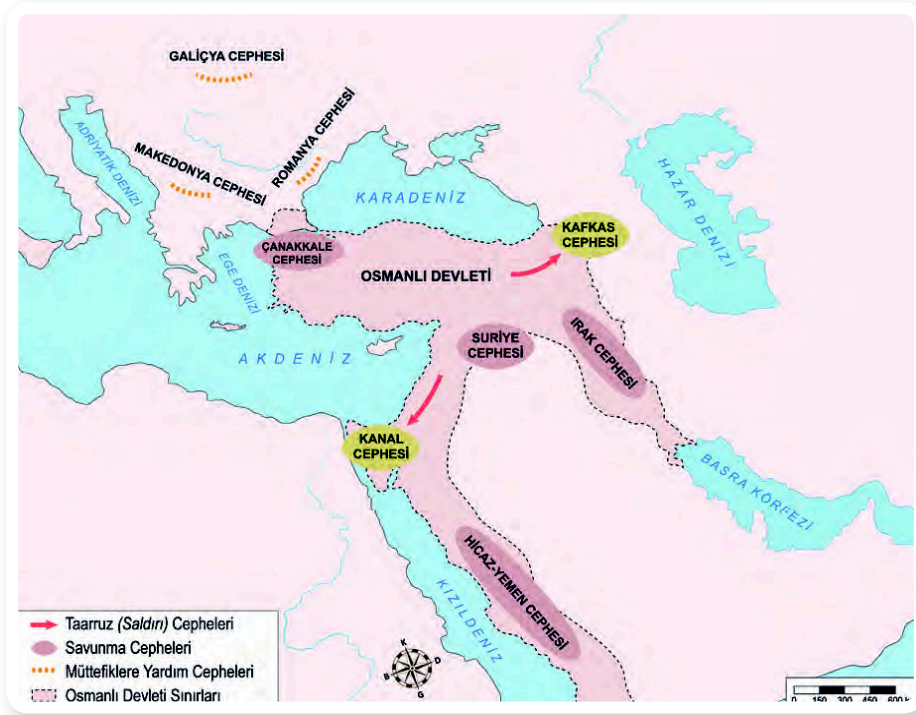 GALİÇYA CEPHESİ
ADRİYATİK DENİZİ
MAKEDONYA CEPHESİ
ROMANYA CEPHESİ
KARADENİZ
HAZAR DENİZİ
KAFKAS
CEPHESİ
ÇANAKKALE
CEPHESİ
EGE DENİZİ
OSMANLI DEVLETİ
SURİYE
CEPHESİ
IRAK CEPHESİ
AKDENİZ
KANAL
CEPHESİ
BASRA KÖRFEZİ
HİCAZ-YEMEN CEPHESİ
KIZILDENİZ
Taarruz (Saldırı) Cepheleri
Savunma Cepheleri
Müttefiklere Yardım Cepheleri
Osmanlı Devleti Sınırları
K
B
D
G
0 150 300 450 600